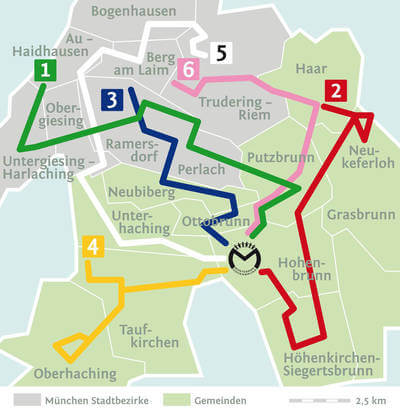 Bogenhausen
Au –
Haidhausen
Berg
am Laim
5
6
Haar
1
3
2
Trudering –
Riem
Ober-
giesing
Ramers-
dorf
Neu-
keferloh
Untergiesing –
Harlaching
Perlach
Putzbrunn
Neubiberg
Grasbrunn
Unter-
haching
Ottobrunn
4
Hohen-
brunn
Tauf-
kirchen
Oberhaching
Höhenkirchen-
Siegertsbrunn
München Stadtbezirke
Gemeinden
2,5 km